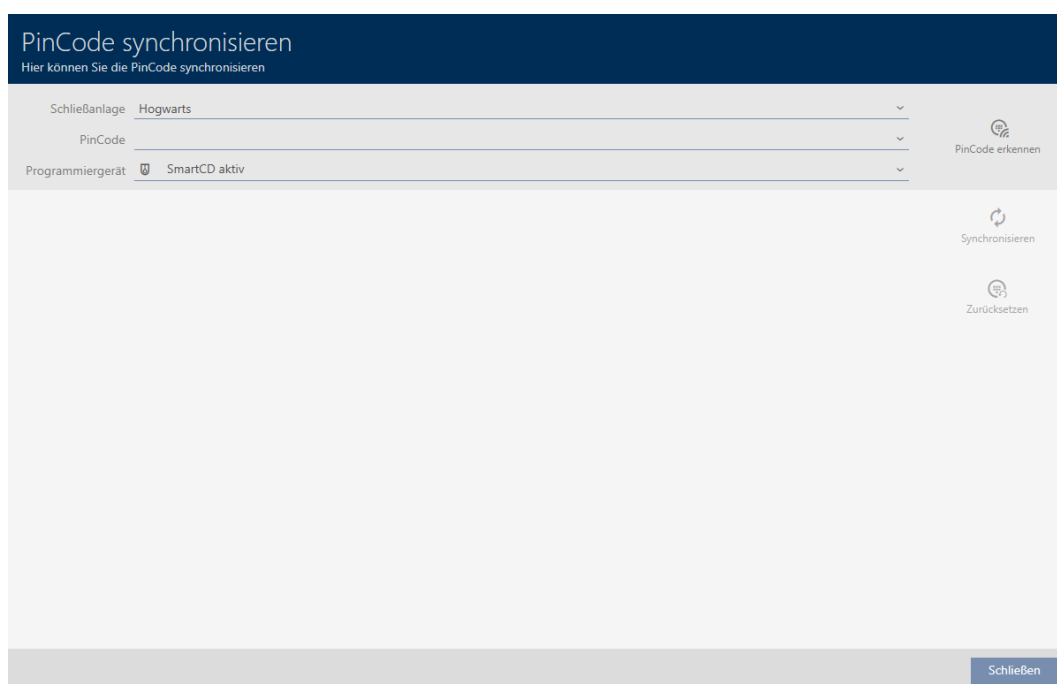 PinCode synchronisieren
Hier können Sie die PinCode synchronisieren
Schließanlage Hogwarts
PinCode
Programmiergerät SmartCD aktiv
PinCode erkennen
Synchronisieren
Zurücksetzen
Schließen